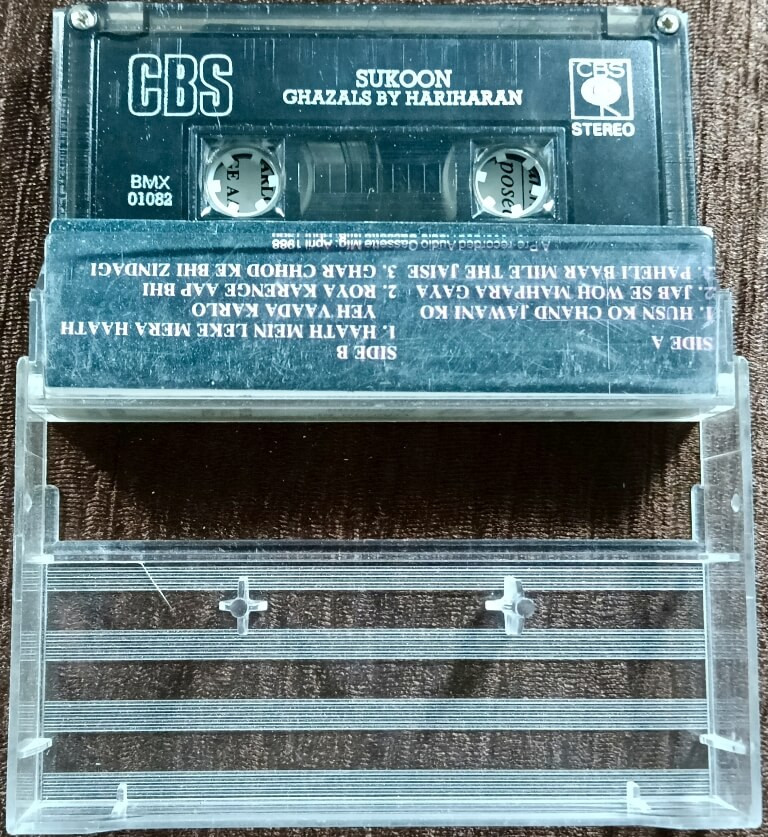 CBS
SUKOON
GHAZALS BY HARIHARAN
CBS
STEREO
BMX
01082
SIDE A
1. HUSN KO CHAND JAWANI KO
2. JAB SE WOH MAHPARA GAYA
3. PAHELI BAAR MILE THE JAISE
SIDE B
1. HAATH MEIN LEKE MERA HAATH
YEH VAADA KARLO
2. ROYA KARENGE AAP BHI
3. GHAR CHHOD KE BHI ZINDAGI
A Pre-recorded Audio Cassette Mfg. April 1988